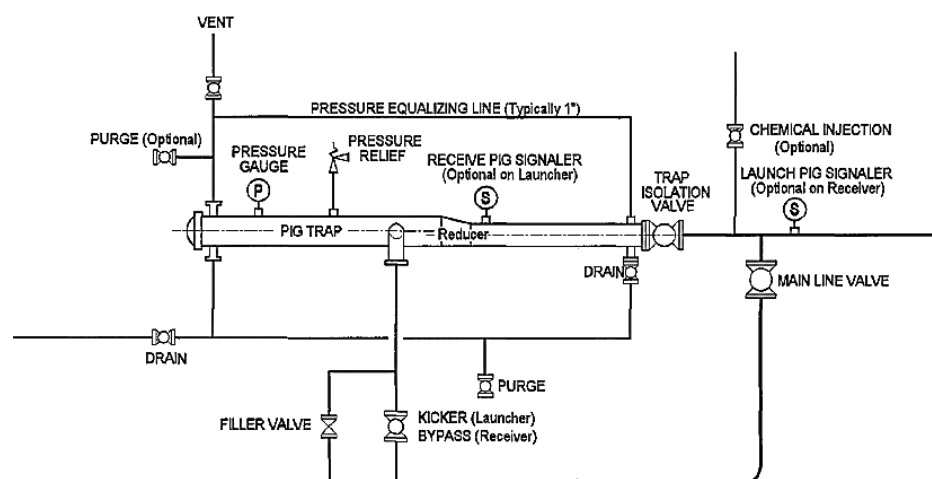 VENT
PRESSURE EQUALIZING LINE (Typically 1")
PURGE (Optional)
PRESSURE
GAUGE
P
PRESSURE
RELIEF
RECEIVE PIG SIGNALER
(Optional on Launcher)
S
TRAP
ISOLATION
VALVE
CHEMICAL INJECTION
(Optional)
LAUNCH PIG SIGNALER
(Optional on Receiver)
S
PIG TRAP
Reducer
DRAIN
MAIN LINE VALVE
DRAIN
PURGE
FILLER VALVE
KICKER (Launcher)
BYPASS (Receiver)